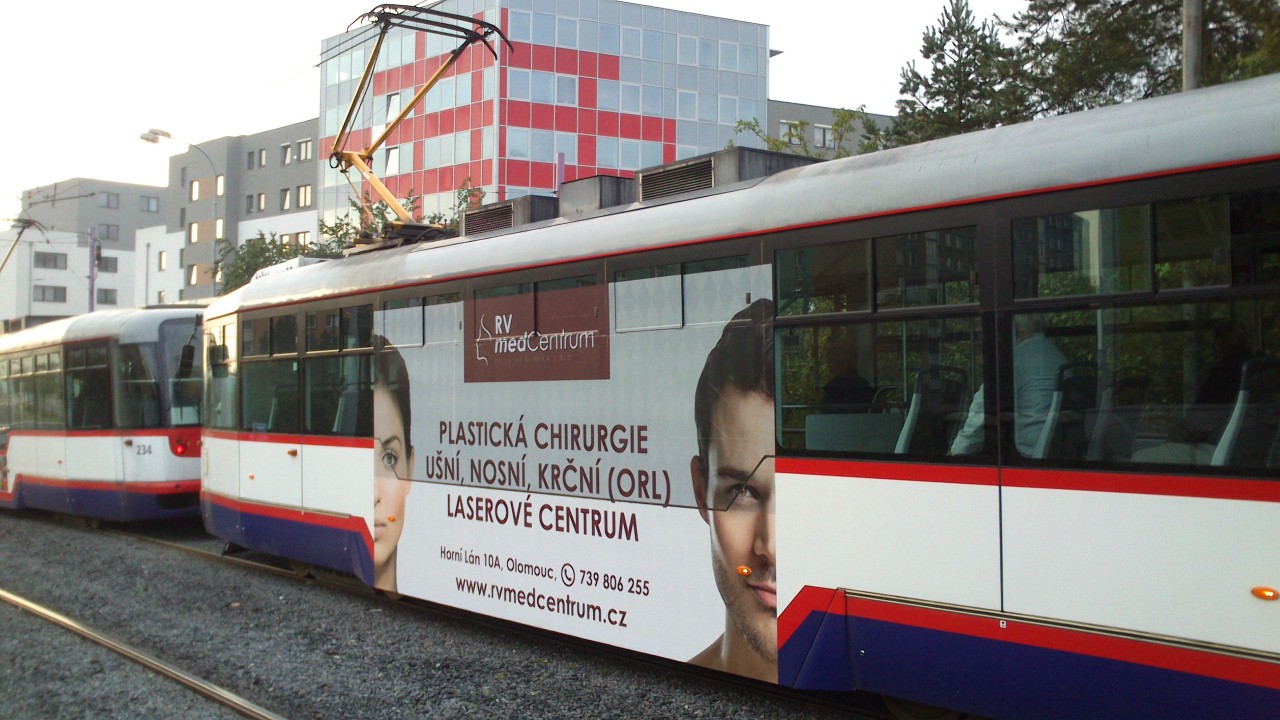 RV
medCentrum
PLASTICKÁ CHIRURGIE
UŠNÍ, NOSNÍ, KRČNÍ (ORL)
LASEROVÉ CENTRUM
Horní Lán 10A, Olomouc, 739 806 255
www.rvmedcentrum.cz
234